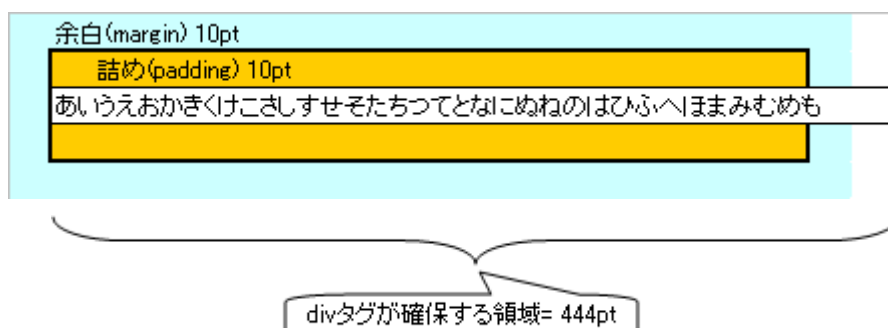 余白(margin) 10pt
詰め(padding) 10pt
あいうえおかきくけこさしすせそたちつてとなにぬねのはひふへほまみむめも
divタグが確保する領域= 444pt